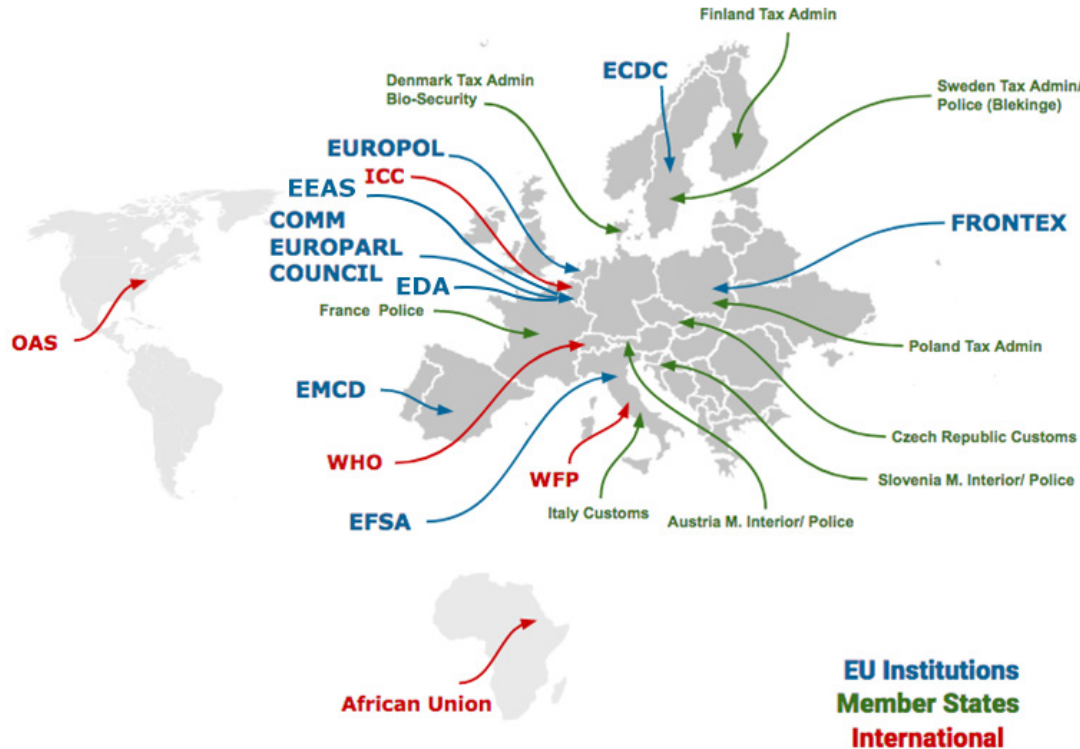 Finland Tax Admin
Denmark Tax Admin
Bio-Security
ECDC
Sweden Tax Admin/
Police (Blekinge)
EUROPOL
ICC
EEAS
COMM
EUROPARL
COUNCIL
FRONTEX
EDA
France Police
OAS
Poland Tax Admin
EMCD
Czech Republic Customs
WHO
WFP
Slovenia M. Interior/ Police
EFSA
Italy Customs
Austria M. Interior/ Police
African Union
EU Institutions
Member States
International